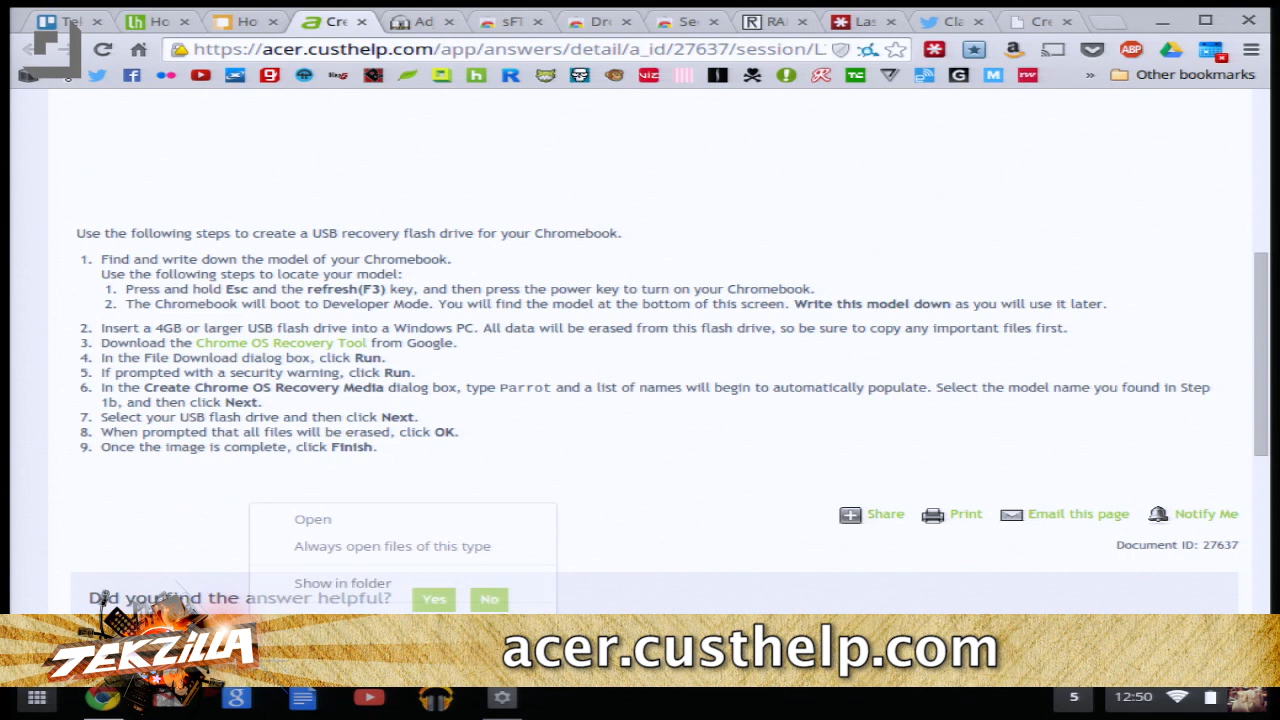 Tel
Ho
Ho
Cre
Ad
sFT
Dro
Sec
RAI
Las
Cla
Cre
https://acer.custhelp.com/app/answers/detail/a_id/27637/session/L
Other bookmarks
Use the following steps to create a USB recovery flash drive for your Chromebook.
1. Find and write down the model of your Chromebook.
Use the following steps to locate your model:
1. Press and hold Esc and the refresh(F3) key, and then press the power key to turn on your Chromebook.
2. The Chromebook will boot to Developer Mode. You will find the model at the bottom of this screen. Write this model down as you will use it later.
2. Insert a 4GB or larger USB flash drive into a Windows PC. All data will be erased from this flash drive, so be sure to copy any important files first.
3. Download the Chrome OS Recovery Tool from Google.
4. In the File Download dialog box, click Run.
5. If prompted with a security warning, click Run.
6. In the Create Chrome OS Recovery Media dialog box, type Parrot and a list of names will begin to automatically populate. Select the model name you found in Step
1b, and then click Next.
7. Select your USB flash drive and then click Next.
8. When prompted that all files will be erased, click OK.
9. Once the image is complete, click Finish.
Open
Always open files of this type
Show in folder
Share Print Email this page Notify Me
Document ID: 27637
Did you find the answer helpful? Yes No
TEKZILLA
acer.custhelp.com
5 12:50